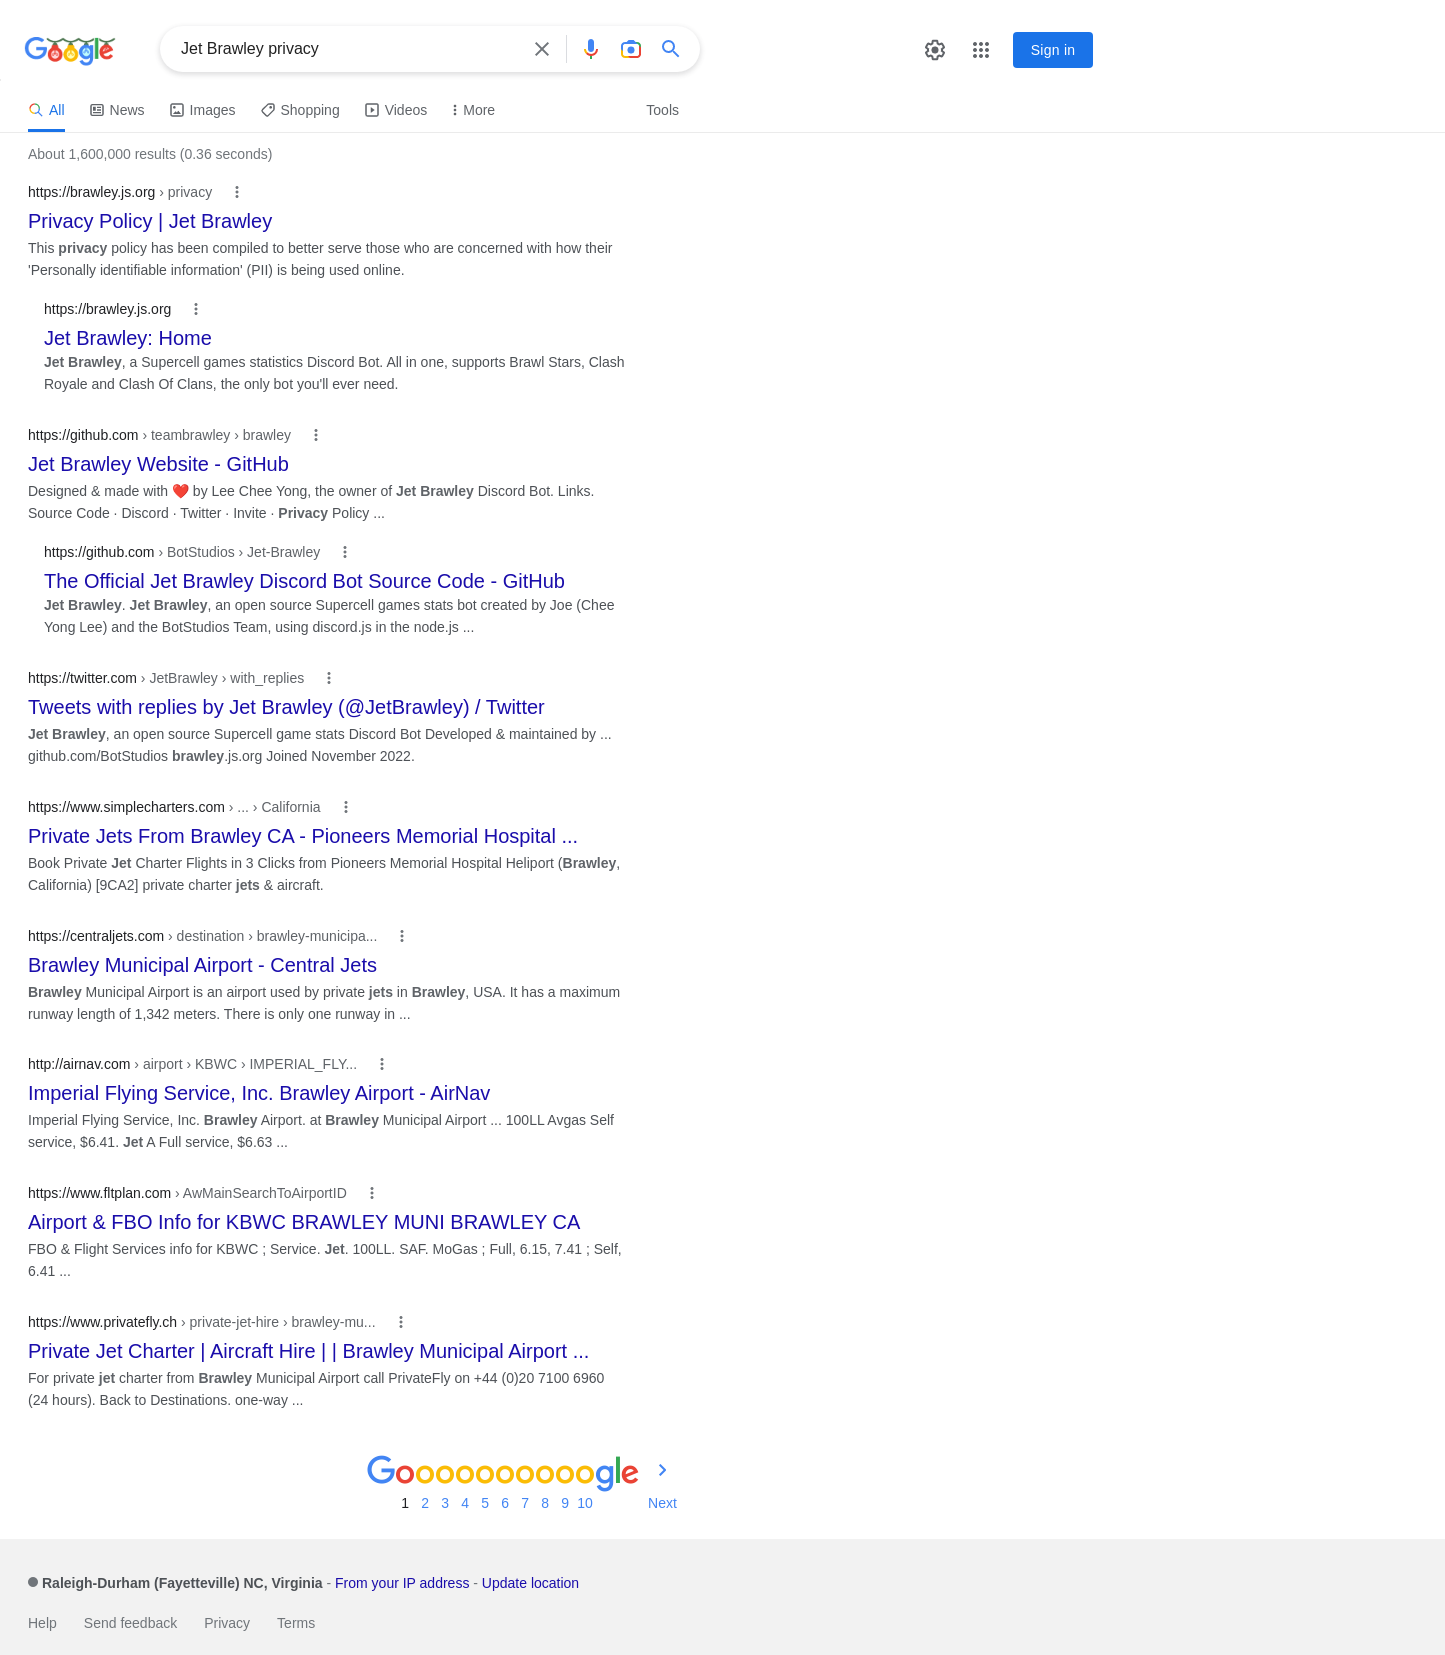 Google
Jet Brawley privacy
Sign in
All News Images Shopping Videos More Tools
About 1,600,000 results (0.36 seconds)
https://brawley.js.org › privacy
Privacy Policy | Jet Brawley
This privacy policy has been compiled to better serve those who are concerned with how their
'Personally identifiable information' (PII) is being used online.
https://brawley.js.org
Jet Brawley: Home
Jet Brawley, a Supercell games statistics Discord Bot. All in one, supports Brawl Stars, Clash
Royale and Clash Of Clans, the only bot you'll ever need.
https://github.com › teambrawley › brawley
Jet Brawley Website - GitHub
Designed & made with ❤️ by Lee Chee Yong, the owner of Jet Brawley Discord Bot. Links.
Source Code · Discord · Twitter · Invite · Privacy Policy ...
https://github.com › BotStudios › Jet-Brawley
The Official Jet Brawley Discord Bot Source Code - GitHub
Jet Brawley. Jet Brawley, an open source Supercell games stats bot created by Joe (Chee
Yong Lee) and the BotStudios Team, using discord.js in the node.js ...
https://twitter.com › JetBrawley › with_replies
Tweets with replies by Jet Brawley (@JetBrawley) / Twitter
Jet Brawley, an open source Supercell game stats Discord Bot Developed & maintained by ...
github.com/BotStudios brawley.js.org Joined November 2022.
https://www.simplecharters.com › ... › California
Private Jets From Brawley CA - Pioneers Memorial Hospital ...
Book Private Jet Charter Flights in 3 Clicks from Pioneers Memorial Hospital Heliport (Brawley,
California) [9CA2] private charter jets & aircraft.
https://centraljets.com › destination › brawley-municipa...
Brawley Municipal Airport - Central Jets
Brawley Municipal Airport is an airport used by private jets in Brawley, USA. It has a maximum
runway length of 1,342 meters. There is only one runway in ...
http://airnav.com › airport › KBWC › IMPERIAL_FLY...
Imperial Flying Service, Inc. Brawley Airport - AirNav
Imperial Flying Service, Inc. Brawley Airport. at Brawley Municipal Airport ... 100LL Avgas Self
service, $6.41. Jet A Full service, $6.63 ...
https://www.fltplan.com › AwMainSearchToAirportID
Airport & FBO Info for KBWC BRAWLEY MUNI BRAWLEY CA
FBO & Flight Services info for KBWC ; Service. Jet. 100LL. SAF. MoGas ; Full, 6.15, 7.41 ; Self,
6.41 ...
https://www.privatefly.ch › private-jet-hire › brawley-mu...
Private Jet Charter | Aircraft Hire | | Brawley Municipal Airport ...
For private jet charter from Brawley Municipal Airport call PrivateFly on +44 (0)20 7100 6960
(24 hours). Back to Destinations. one-way ...
Goooooooooogle
1 2 3 4 5 6 7 8 9 10 Next
Raleigh-Durham (Fayetteville) NC, Virginia - From your IP address - Update location
Help Send feedback Privacy Terms